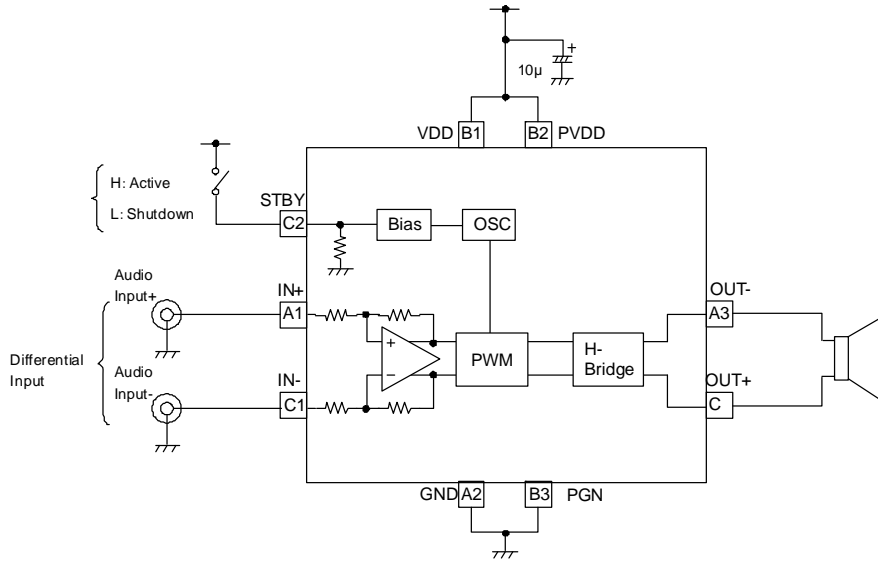 10μ
VDD B1 B2 PVDD
H: Active
L: Shutdown
STBY
C2
Bias
OSC
Audio
Input+
IN+
A1
OUT-
A3
Differential
Input
+
−
PWM
H-
Bridge
Audio
Input-
IN-
C1
OUT+
C
GND A2 B3 PGN
+